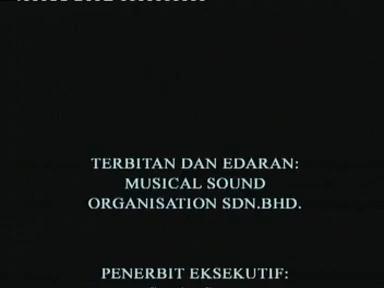 TERBITAN DAN EDARAN:
MUSICAL SOUND
ORGANISATION SDN.BHD.
PENERBIT EKSEKUTIF: